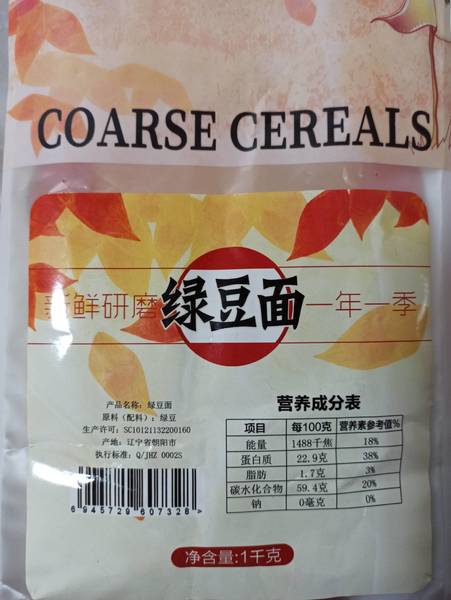 COARSE CEREALS
新鲜研磨 绿豆面 一年一季
产品名称：绿豆面
原料（配料）：绿豆
生产许可：SC10121132200160
产地：辽宁省朝阳市
执行标准：Q/JHZ 0002S
6 945729 607328 >
营养成分表
项目 每100克 营养素参考值%
能量 1488千焦 18%
蛋白质 22.9克 38%
脂肪 1.7克 3%
碳水化合物 59.4克 20%
钠 0毫克 0%
净含量:1千克